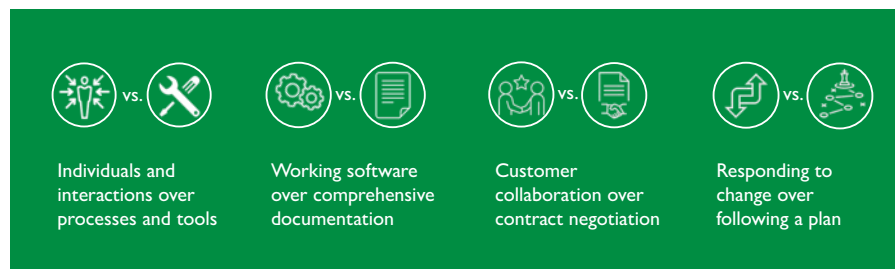 vs.
vs.
vs.
vs.
Individuals and
interactions over
processes and tools
Working software
over comprehensive
documentation
Customer
collaboration over
contract negotiation
Responding to
change over
following a plan